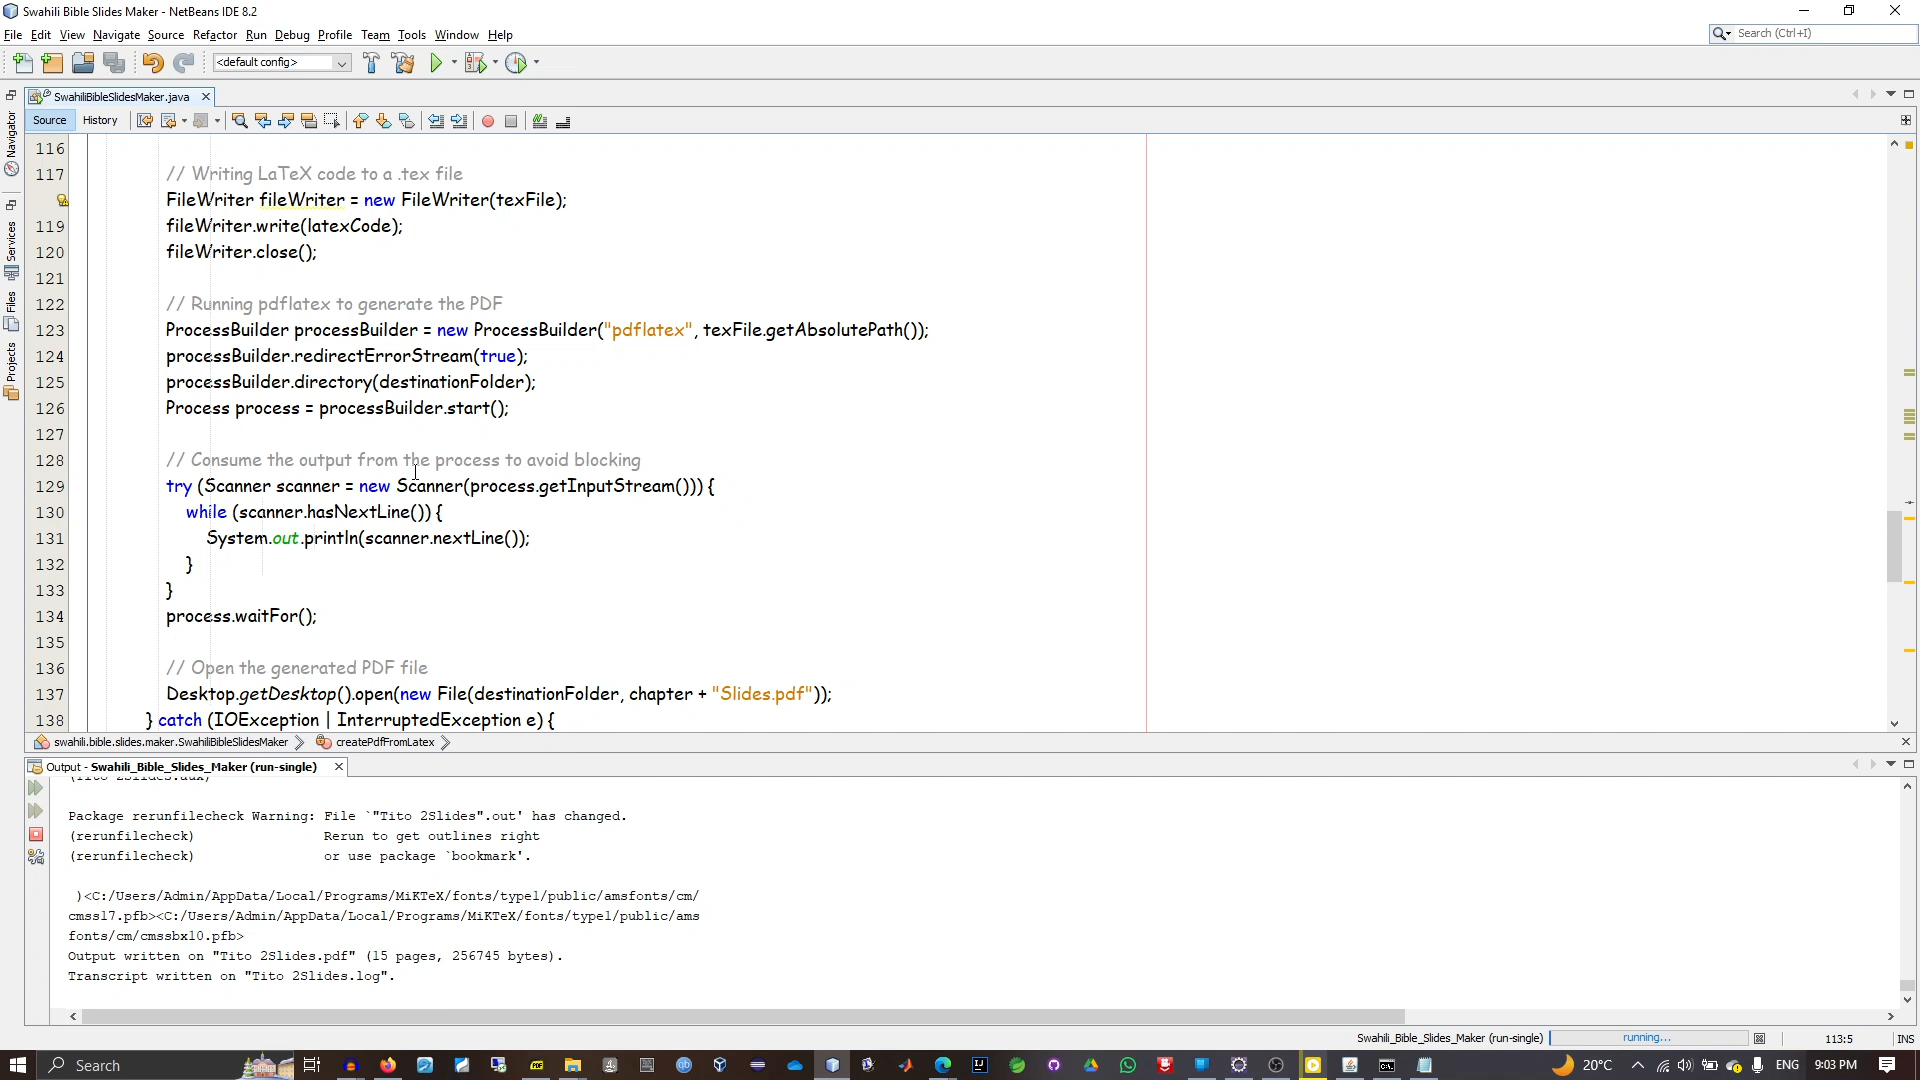 Swahili Bible Slides Maker - NetBeans IDE 8.2
File Edit View Navigate Source Refactor Run Debug Profile Team Tools Window Help
Search (Ctrl+I)
<default config>
SwahiliBibleSlidesMaker.java
Source History
Navigator
Services
Files
Projects
116
117 // Writing LaTeX code to a .tex file
FileWriter fileWriter = new FileWriter(texFile);
119 fileWriter.write(latexCode);
120 fileWriter.close();
121
122 // Running pdflatex to generate the PDF
123 ProcessBuilder processBuilder = new ProcessBuilder("pdflatex", texFile.getAbsolutePath());
124 processBuilder.redirectErrorStream(true);
125 processBuilder.directory(destinationFolder);
126 Process process = processBuilder.start();
127
128 // Consume the output from the process to avoid blocking
129 try (Scanner scanner = new Scanner(process.getInputStream())) {
130 while (scanner.hasNextLine()) {
131 System.out.println(scanner.nextLine());
132 }
133 }
134 process.waitFor();
135
136 // Open the generated PDF file
137 Desktop.getDesktop().open(new File(destinationFolder, chapter + "Slides.pdf"));
138 } catch (IOException | InterruptedException e) {
swahili.bible.slides.maker.SwahiliBibleSlidesMaker createPdfFromLatex
Output - Swahili_Bible_Slides_Maker (run-single)
(Tito 2Slides.aux)
Package rerunfilecheck Warning: File `"Tito 2Slides".out' has changed.
(rerunfilecheck) Rerun to get outlines right
(rerunfilecheck) or use package `bookmark'.
)<C:/Users/Admin/AppData/Local/Programs/MiKTeX/fonts/type1/public/amsfonts/cm/
cmss17.pfb><C:/Users/Admin/AppData/Local/Programs/MiKTeX/fonts/type1/public/ams
fonts/cm/cmssbx10.pfb>
Output written on "Tito 2Slides.pdf" (15 pages, 256745 bytes).
Transcript written on "Tito 2Slides.log".
Swahili_Bible_Slides_Maker (run-single) running... 113:5 INS
Search 20°C ENG 9:03 PM